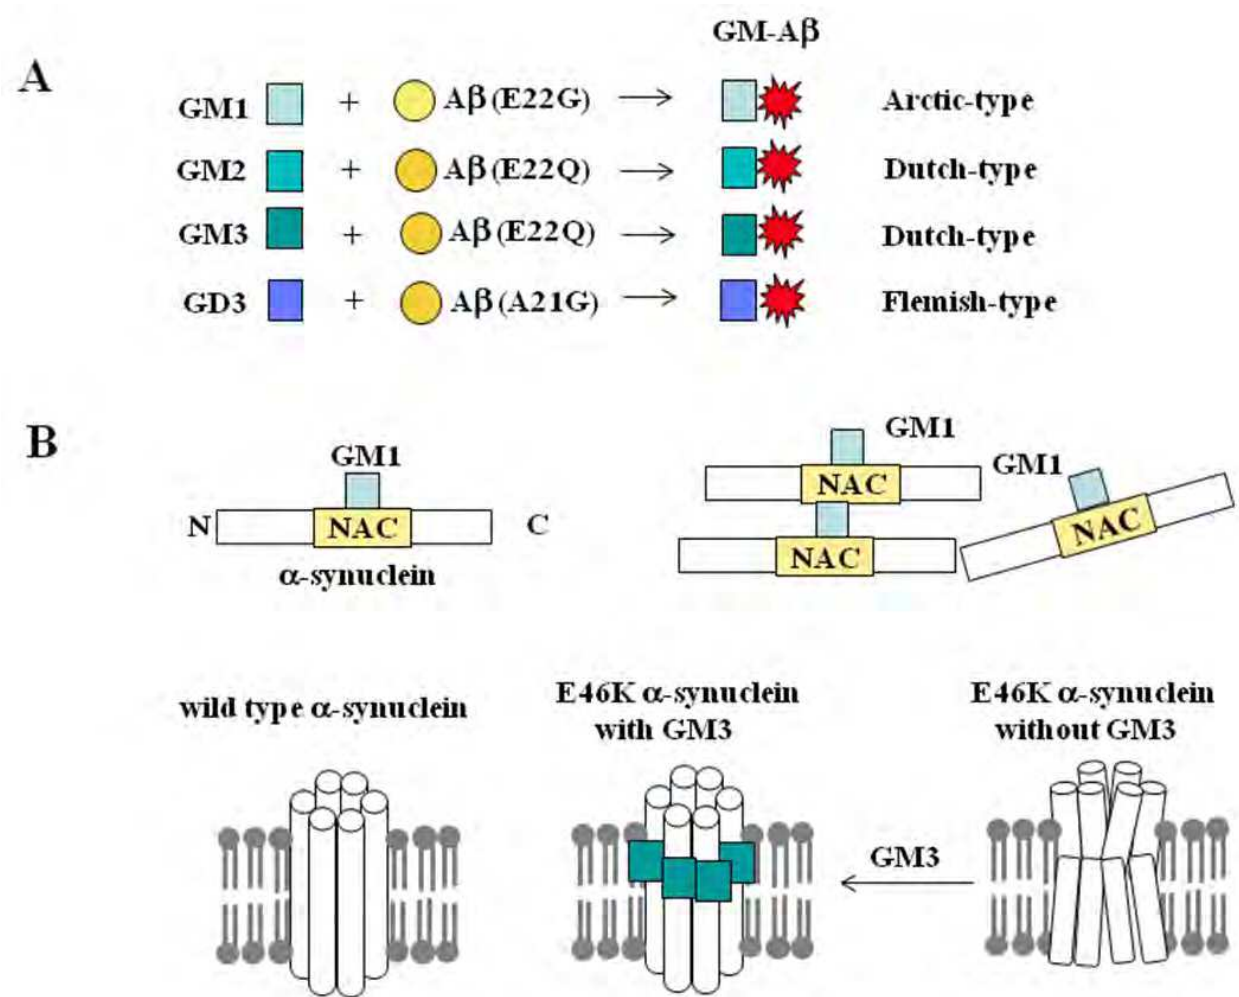 GM-Aβ
A
GM1 + Aβ(E22G) → Arctic-type
GM2 + Aβ(E22Q) → Dutch-type
GM3 + Aβ(E22Q) → Dutch-type
GD3 + Aβ(A21G) → Flemish-type
B
GM1
N NAC C
α-synuclein
GM1
NAC
NAC
GM1
NAC
wild type α-synuclein
E46K α-synuclein
with GM3
E46K α-synuclein
without GM3
GM3